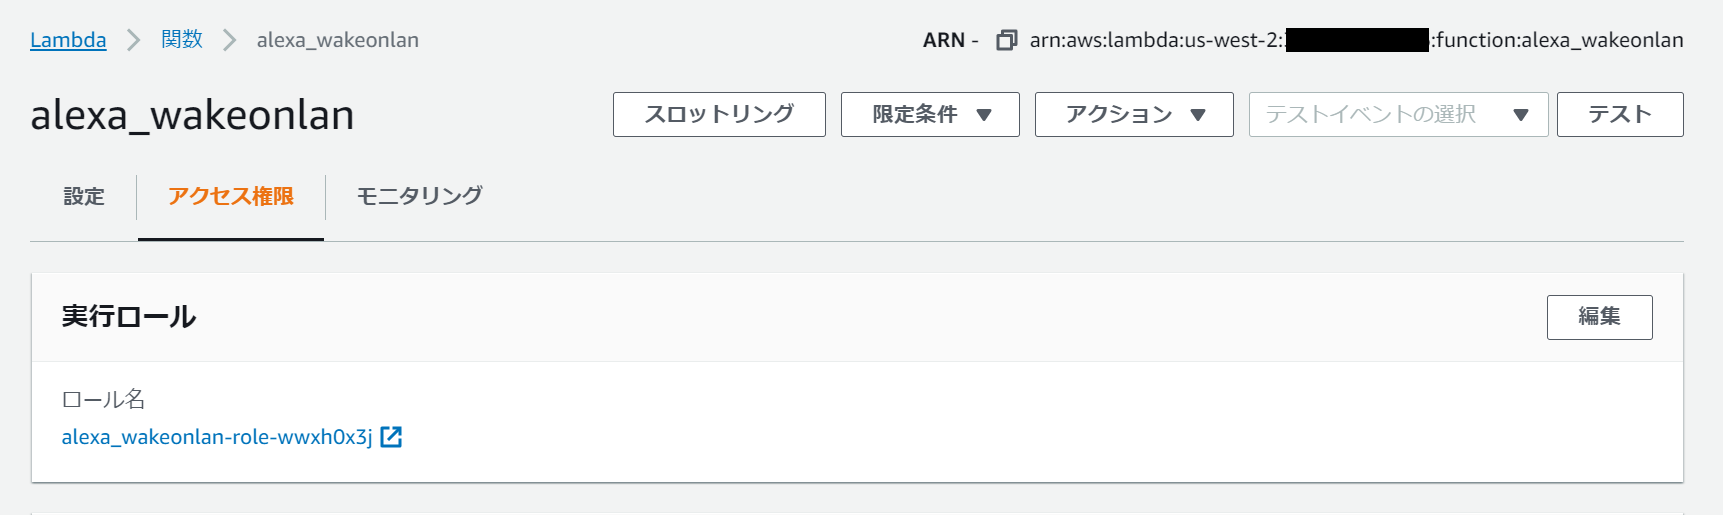 Lambda > 関数 > alexa_wakeonlan
ARN - arn:aws:lambda:us-west-2: :function:alexa_wakeonlan
alexa_wakeonlan
スロットリング 限定条件 ▼ アクション ▼ テストイベントの選択 ▼ テスト
設定 アクセス権限 モニタリング
実行ロール 編集
ロール名
alexa_wakeonlan-role-wwxh0x3j